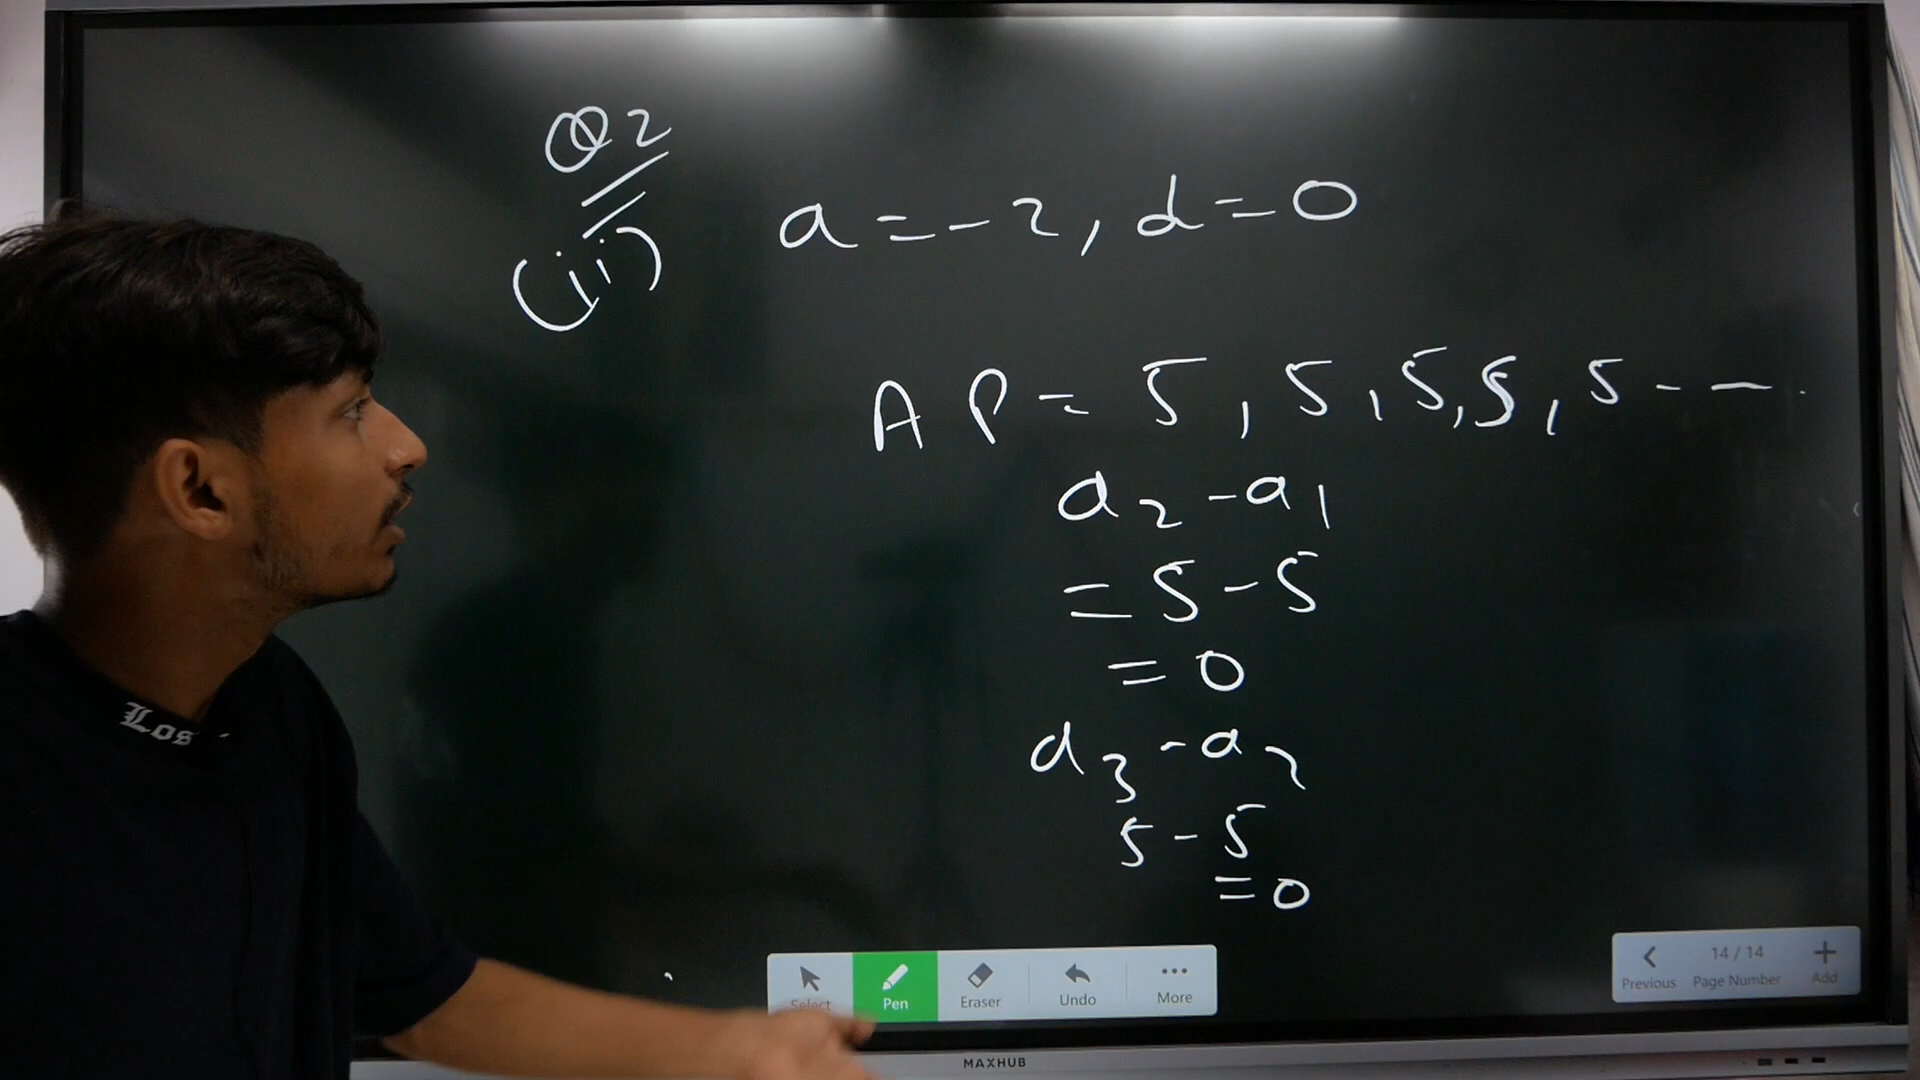 Q2
(ii)
a = -2, d = 0
AP = 5, 5, 5, 5, 5 - -
a2 - a1
= 5 - 5
= 0
a3 - a2
5 - 5
= 0
Los
Select
Pen
Eraser
Undo
More
Previous
14 / 14
Page Number
Add
MAXHUB